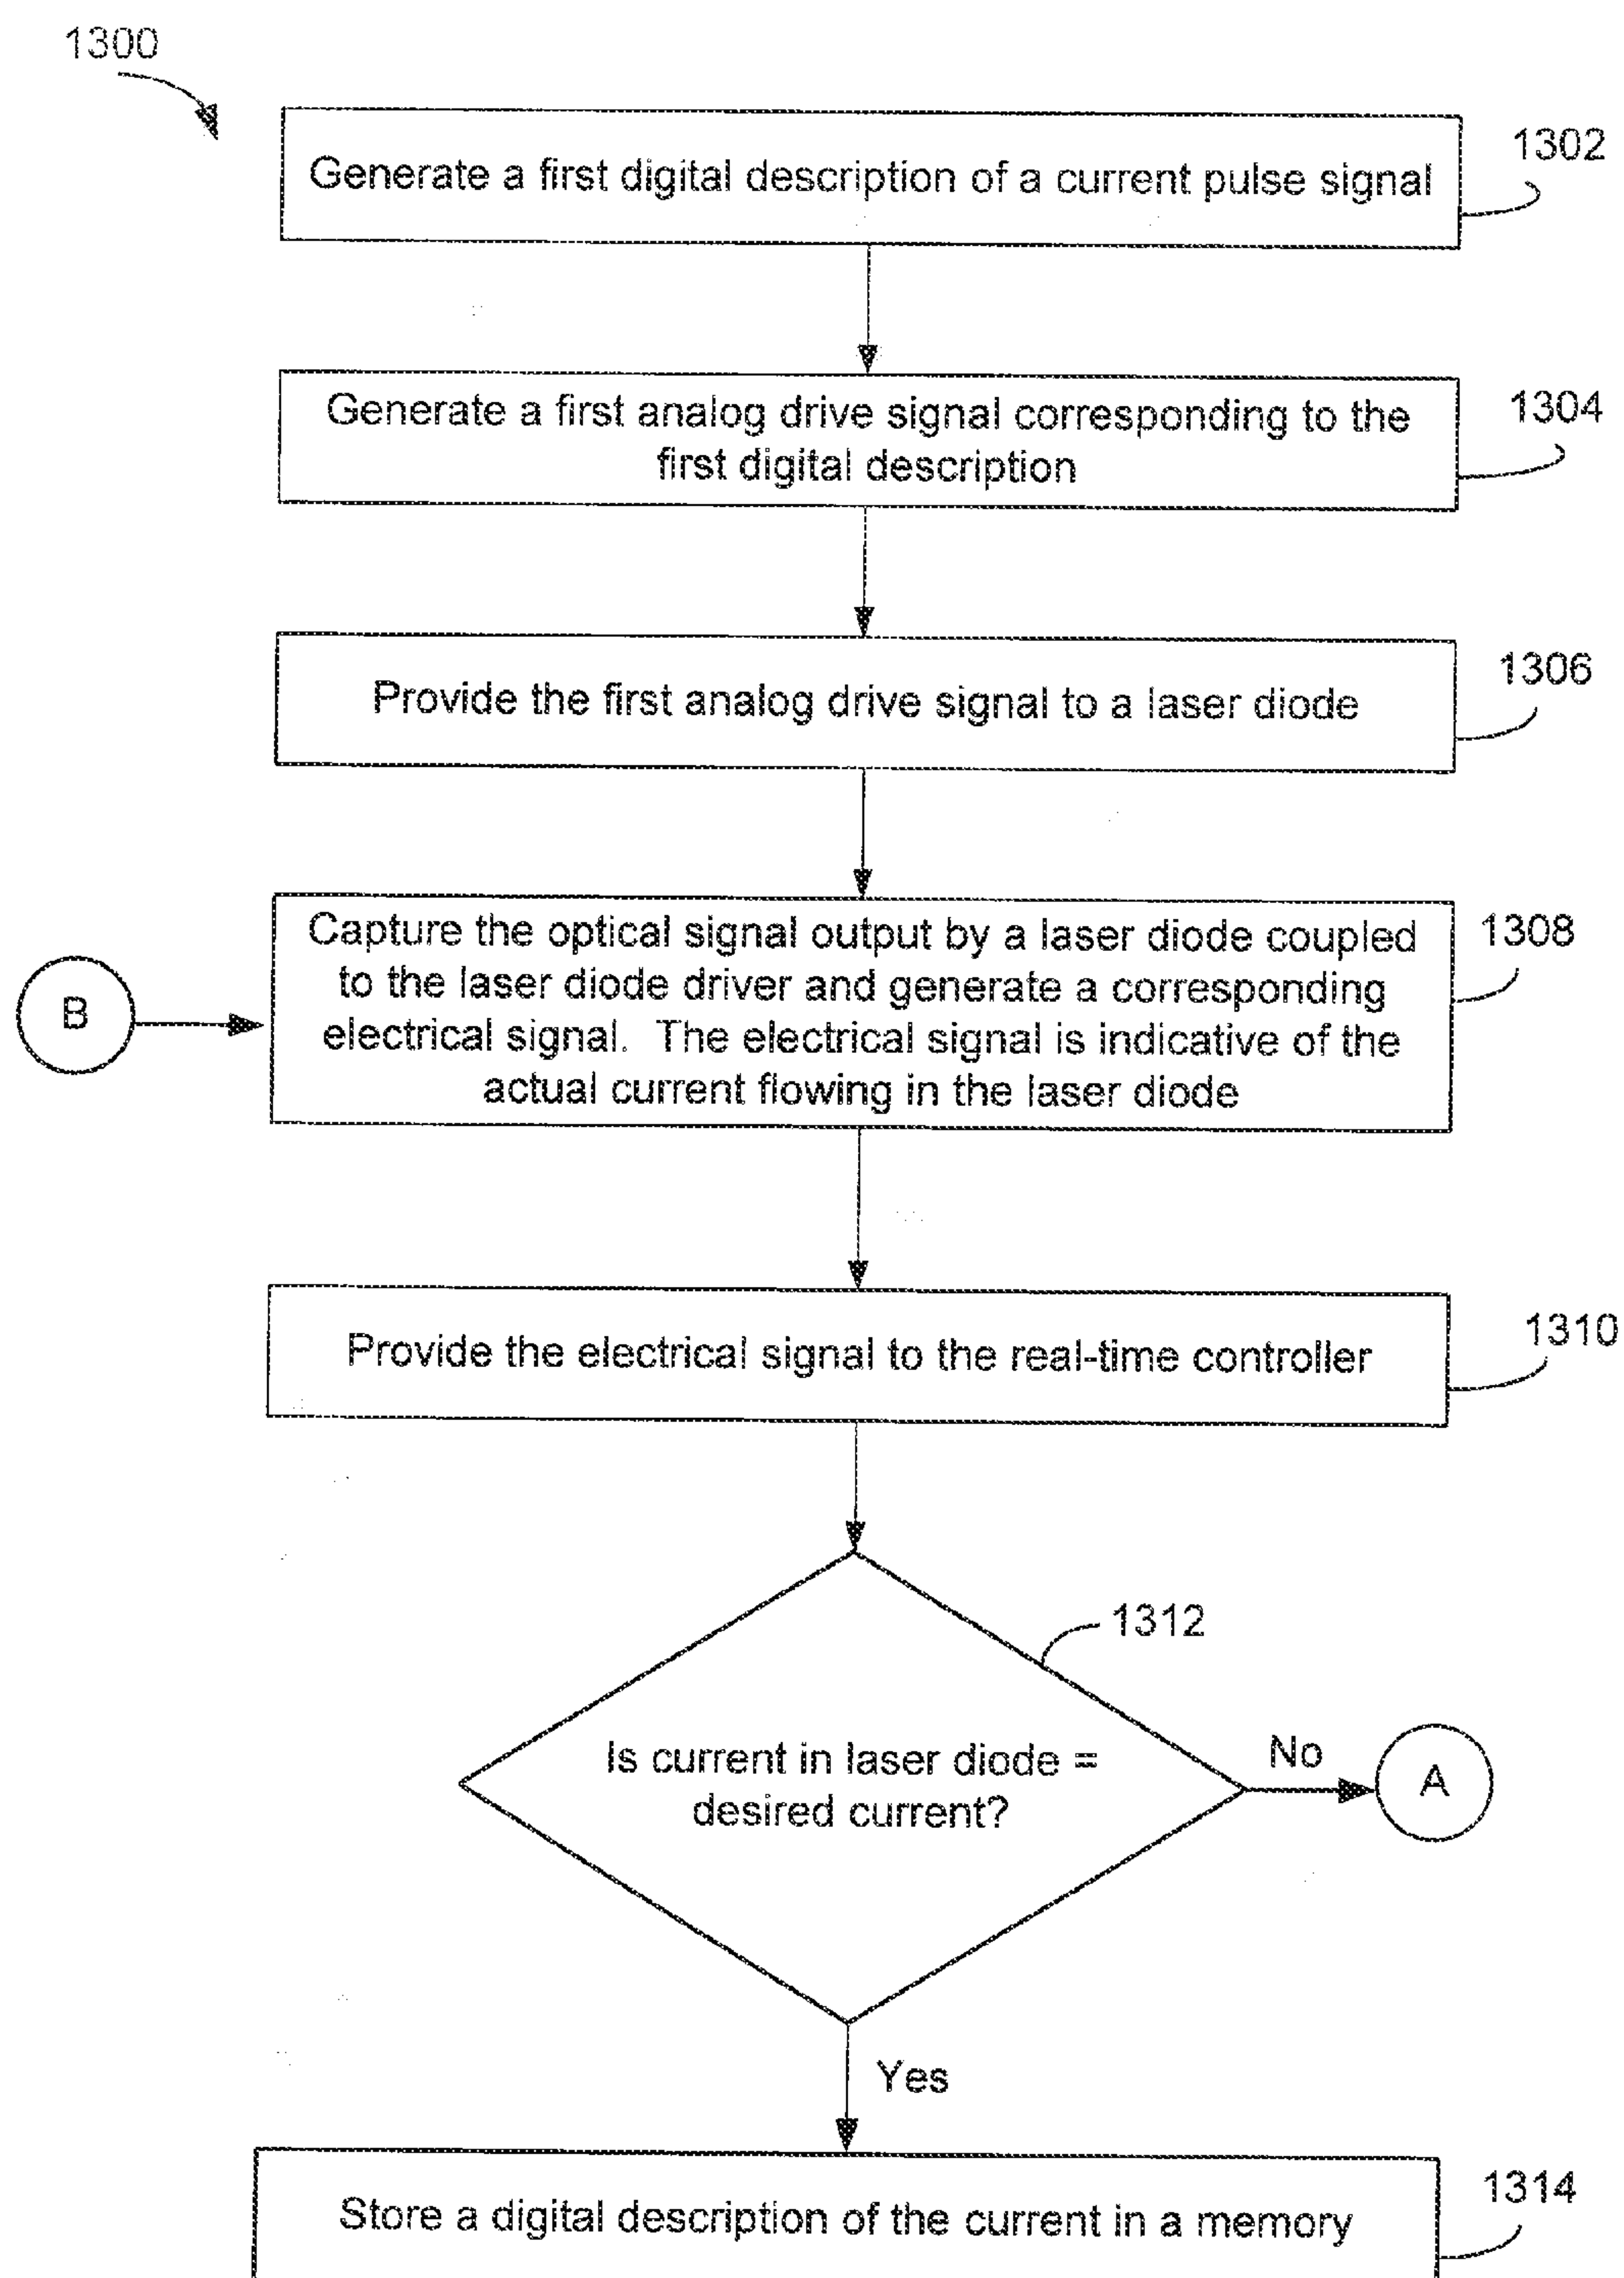 1300
Generate a first digital description of a current pulse signal
1302
Generate a first analog drive signal corresponding to the
first digital description
1304
Provide the first analog drive signal to a laser diode
1306
B
Capture the optical signal output by a laser diode coupled
to the laser diode driver and generate a corresponding
electrical signal. The electrical signal is indicative of the
actual current flowing in the laser diode
1308
Provide the electrical signal to the real-time controller
1310
1312
Is current in laser diode =
desired current?
No
A
Yes
Store a digital description of the current in a memory
1314